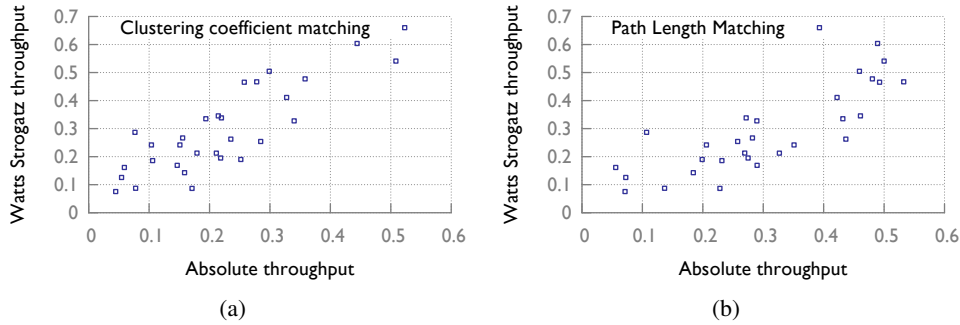 Clustering coefficient matching
Watts Strogatz throughput
0.7
0.6
0.5
0.4
0.3
0.2
0.1
0
0 0.1 0.2 0.3 0.4 0.5 0.6
Absolute throughput
(a)
Path Length Matching
Watts Strogatz throughput
0.7
0.6
0.5
0.4
0.3
0.2
0.1
0
0 0.1 0.2 0.3 0.4 0.5 0.6
Absolute throughput
(b)